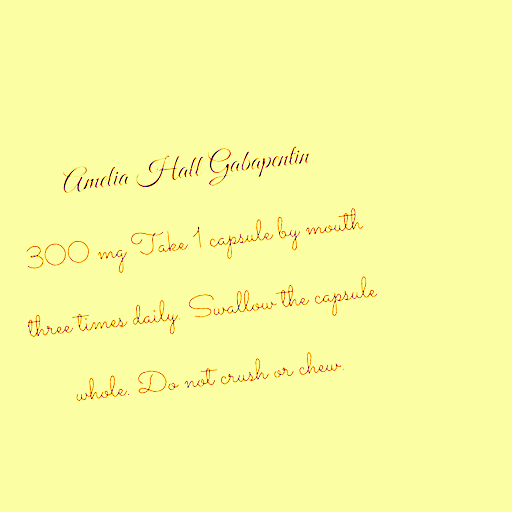 Amelia Hall Gabapentin
300 mg Take 1 capsule by mouth
three times daily. Swallow the capsule
whole. Do not crush or chew.